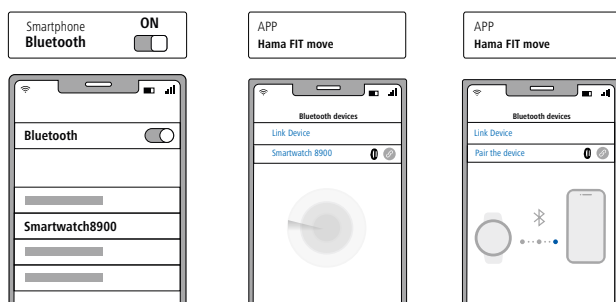 Smartphone
Bluetooth
ON
Bluetooth
Smartwatch8900
APP
Hama FIT move
Bluetooth devices
Link Device
Smartwatch 8900
APP
Hama FIT move
Bluetooth devices
Link Device
Pair the device